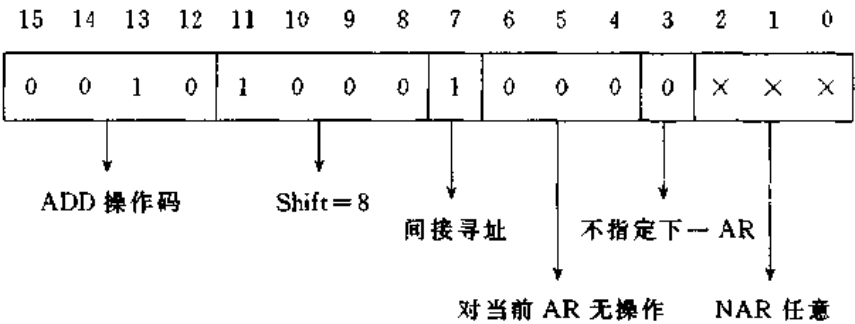 15 14 13 12 11 10 9 8 7 6 5 4 3 2 1 0
0 0 1 0 1 0 0 0 1 0 0 0 0 × × ×
ADD 操作码 Shift=8
间接寻址 不指定下一 AR
对当前 AR 无操作 NAR 任意